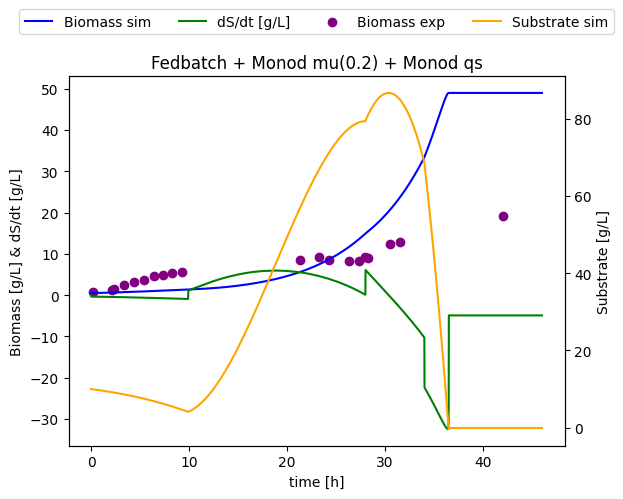 Biomass sim
dS/dt [g/L]
Biomass exp
Substrate sim
Fedbatch + Monod mu(0.2) + Monod qs
Biomass [g/L] & dS/dt [g/L]
50
40
30
20
10
0
−10
−20
−30
80
60
40
20
0
Substrate [g/L]
0
10
20
30
40
time [h]